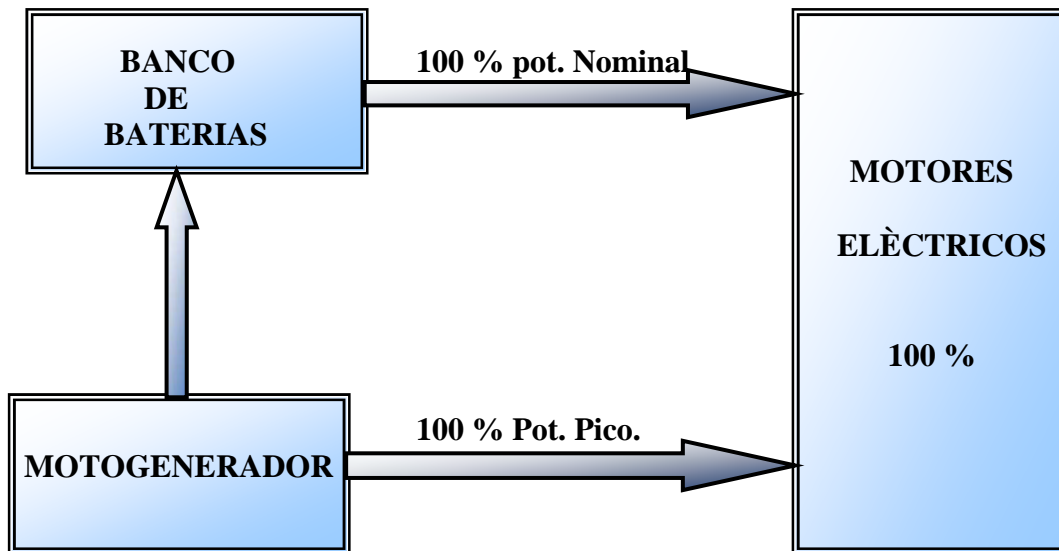 BANCO
DE
BATERIAS
100 % pot. Nominal
MOTORES
ELÈCTRICOS
100 %
100 % Pot. Pico.
MOTOGENERADOR